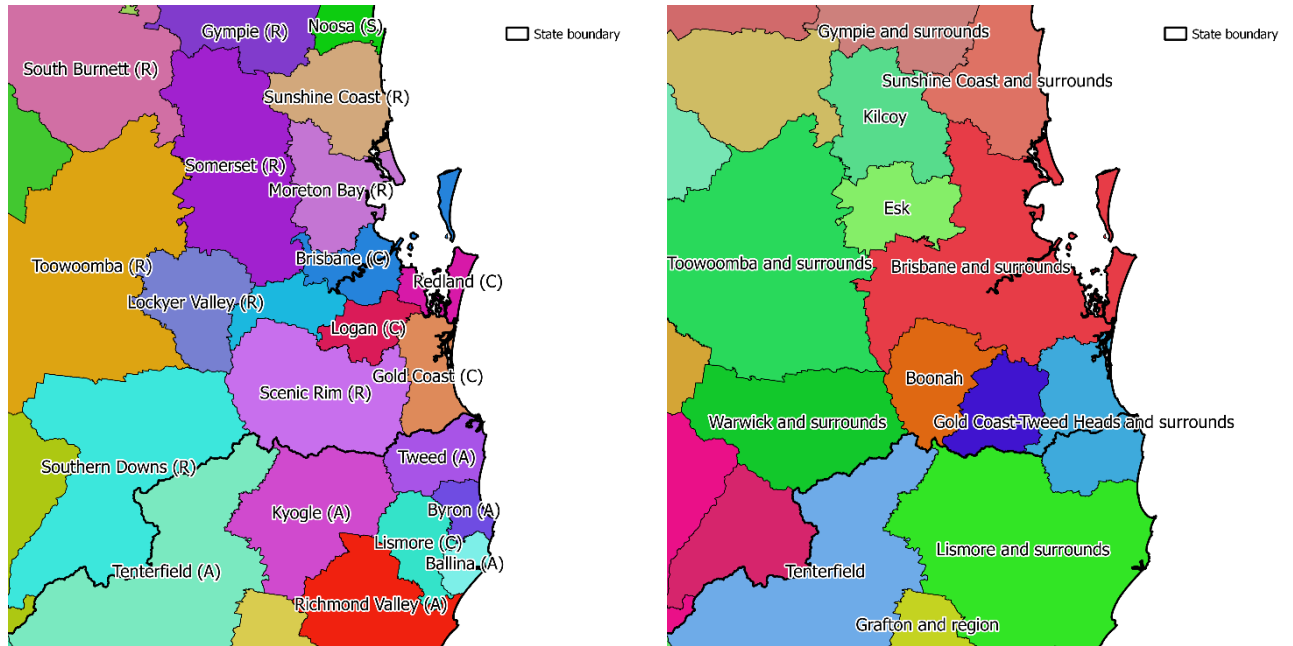 Gympie (R)
Noosa (S)
State boundary
South Burnett (R)
Sunshine Coast (R)
Somerset (R)
Moreton Bay (R)
Brisbane (C)
Toowoomba (R)
Redland (C)
Lockyer Valley (R)
Logan (C)
Gold Coast (C)
Scenic Rim (R)
Tweed (A)
Southern Downs (R)
Kyogle (A)
Byron (A)
Lismore (C)
Ballina (A)
Tenterfield (A)
Richmond Valley (A)
Gympie and surrounds
State boundary
Sunshine Coast and surrounds
Kilcoy
Esk
Toowoomba and surrounds
Brisbane and surrounds
Boonah
Warwick and surrounds
Gold Coast-Tweed Heads and surrounds
Lismore and surrounds
Tenterfield
Grafton and region